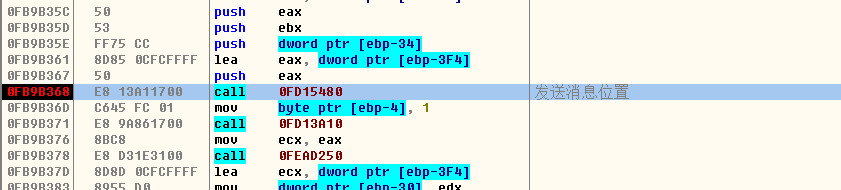 0FB9B35C 50 push eax
0FB9B35D 53 push ebx
0FB9B35E FF75 CC push dword ptr [ebp-34]
0FB9B361 8D85 0CFCFFFF lea eax, dword ptr [ebp-3F4]
0FB9B367 50 push eax
0FB9B368 E8 13A11700 call 0FD15480 发送消息位置
0FB9B36D C645 FC 01 mov byte ptr [ebp-4], 1
0FB9B371 E8 9A861700 call 0FD13A10
0FB9B376 8BC8 mov ecx, eax
0FB9B378 E8 D31E3100 call 0FEAD250
0FB9B37D 8D8D 0CFCFFFF lea ecx, dword ptr [ebp-3F4]
0FB9B383 8955 D0 mov dword ptr [ebp-30], edx